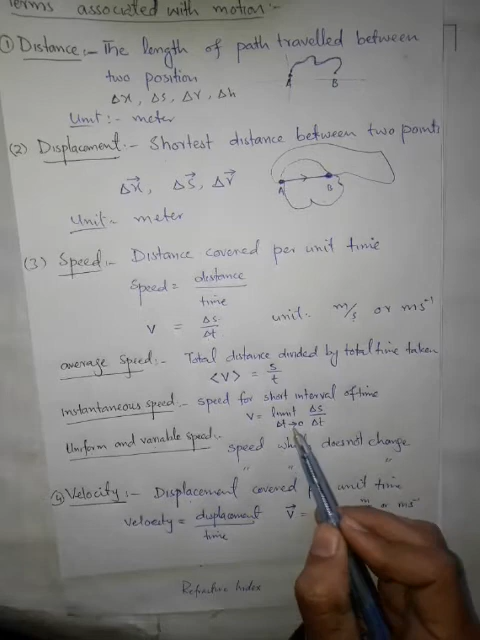 Terms associated with motion:-
① Distance:- The length of path travelled between
two position
Δx, Δs, Δr, Δh
A B
Unit:- meter
(2) Displacement:- Shortest distance between two points
Δx⃗, Δs⃗, Δr⃗
A B
Unit:- meter
(3) Speed:- Distance covered per unit time
Speed = distance / time
v = Δs / Δt unit:- m/s or ms⁻¹
average speed:- Total distance divided by total time taken
<v> = s / t
Instantaneous speed:- speed for short interval of time
v = limit Δt→0 Δs / Δt
Uniform and variable speed:-
speed doesnot change
" " "
④ Velocity:- Displacement covered unit time
velocity = displacement / time v⃗ = m or ms⁻¹
Refractive Index